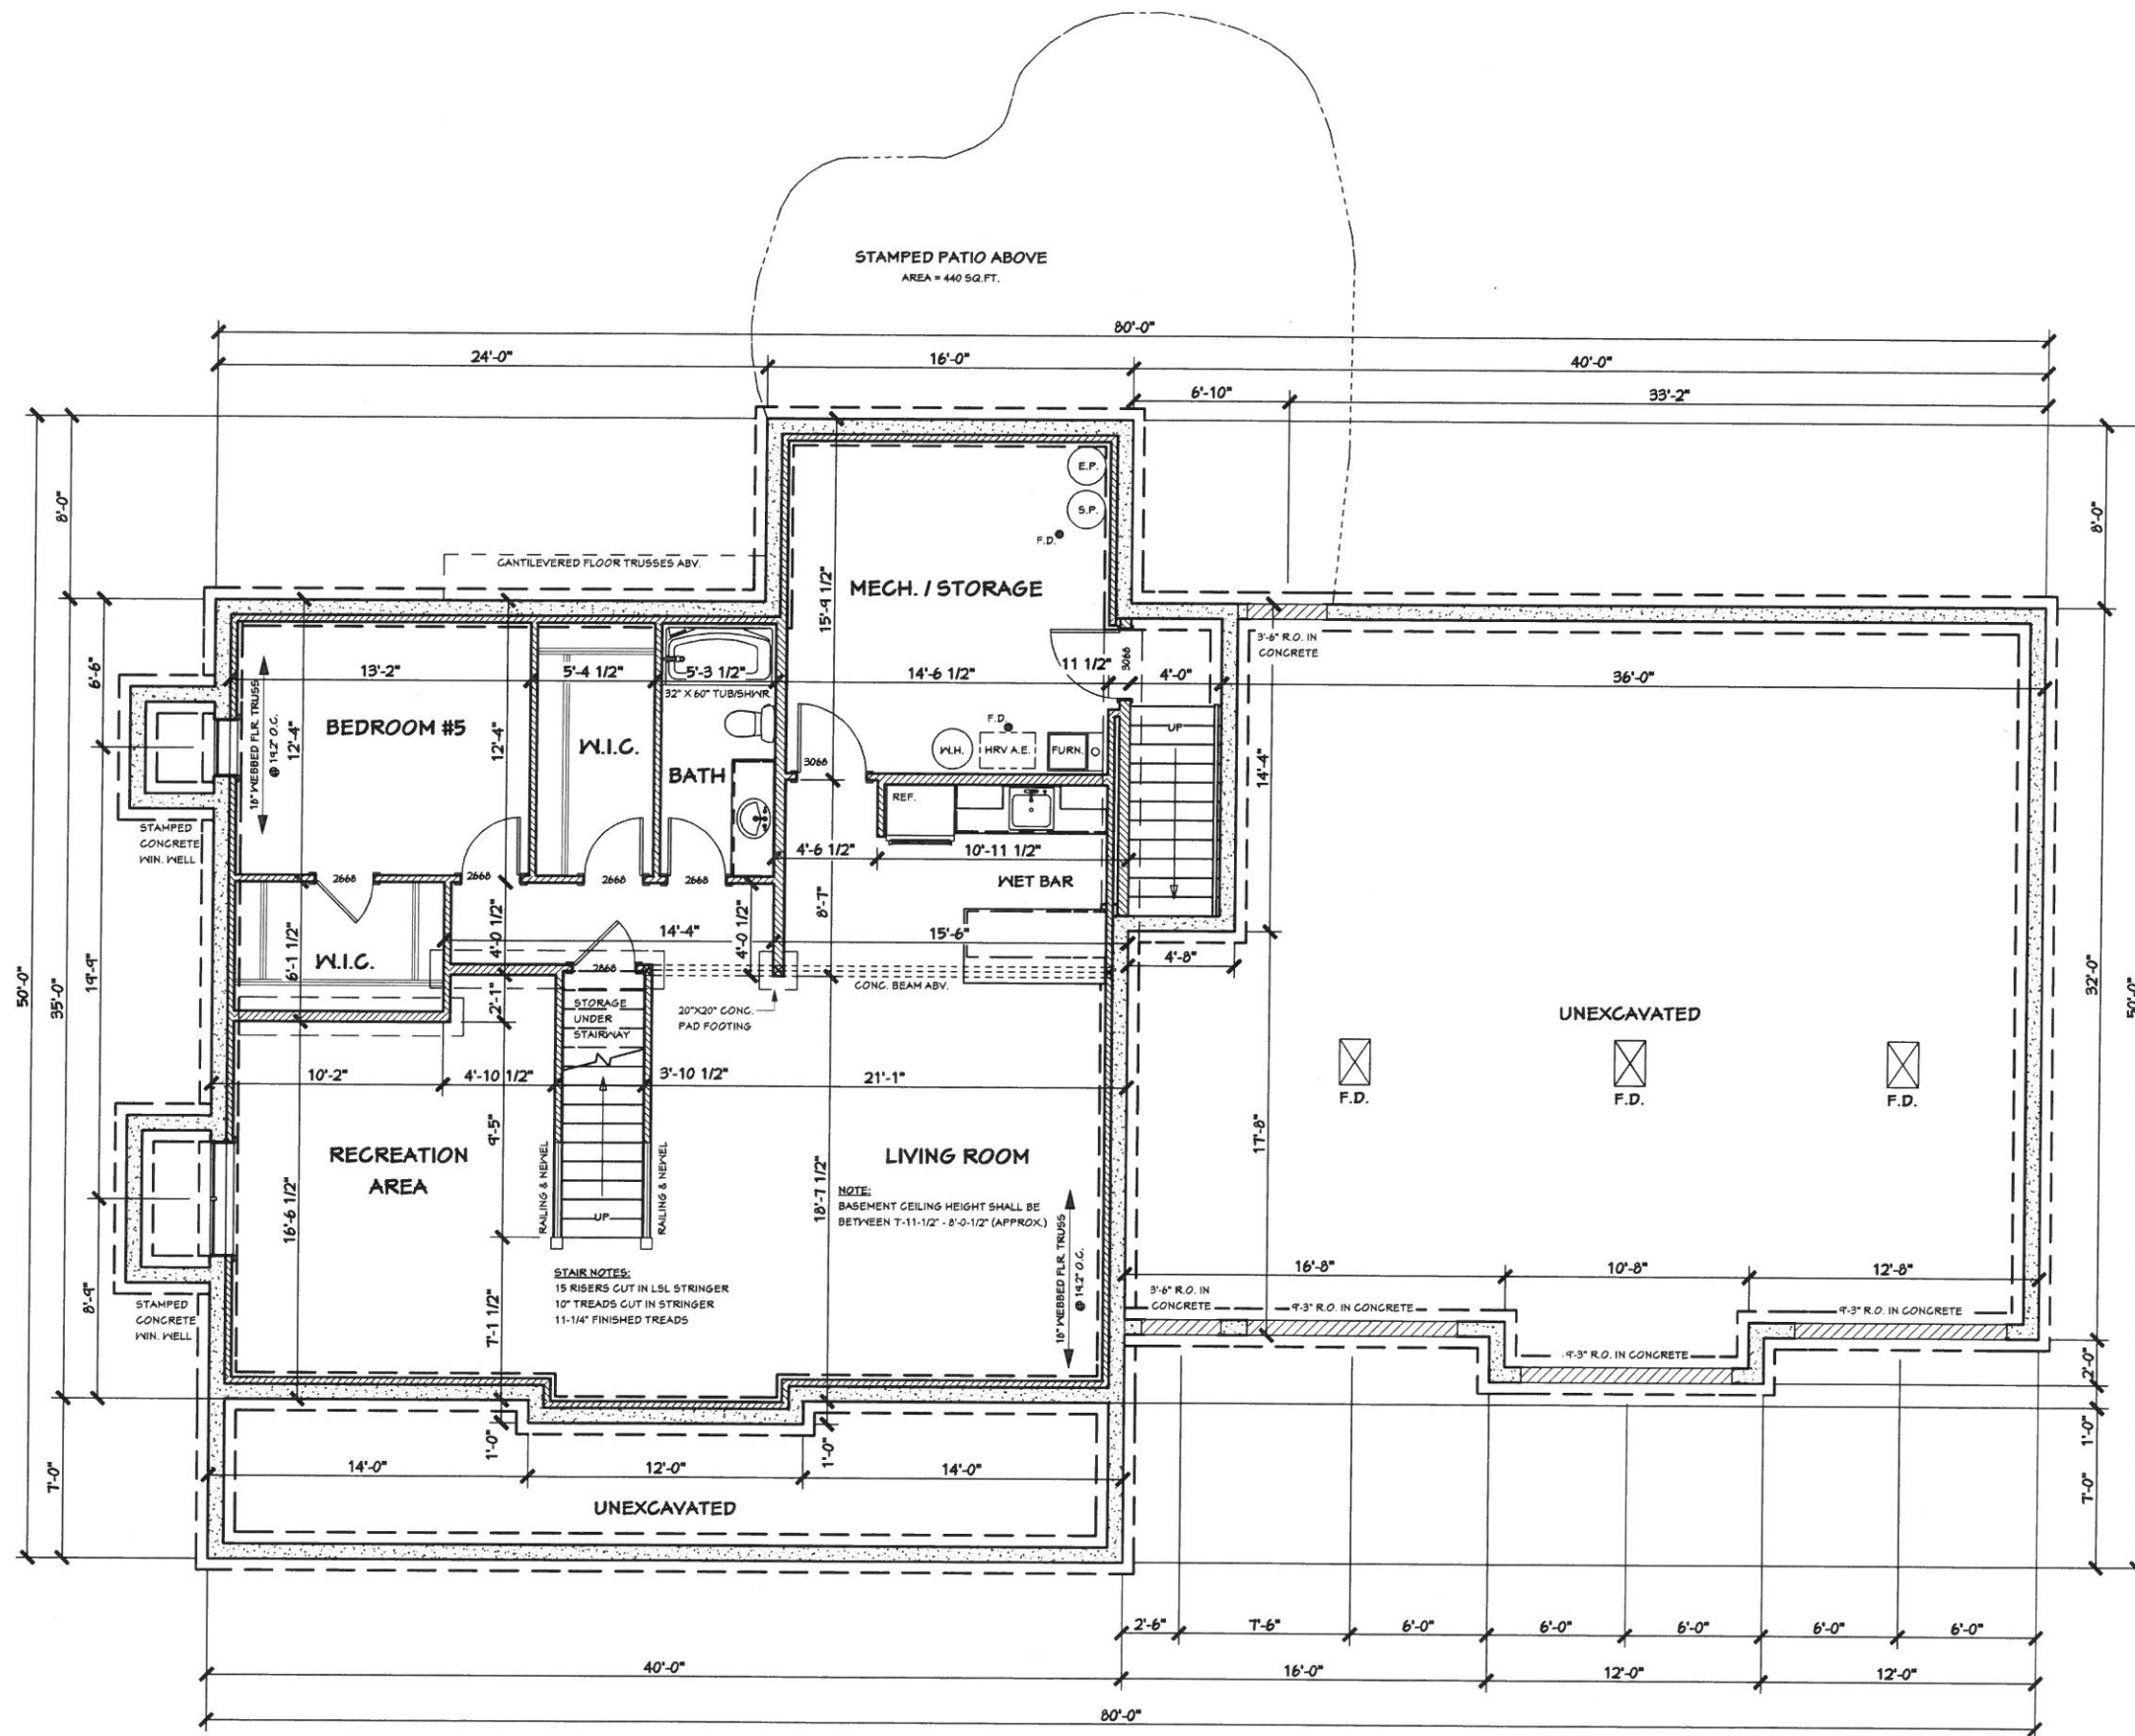 STAMPED PATIO ABOVE
AREA = 440 SQ.FT.
80'-0"
24'-0"
16'-0"
40'-0"
6'-10"
33'-2"
8'-0"
8'-0"
E.P.
S.P.
F.D.
CANTILEVERED FLOOR TRUSSES ABV.
MECH. / STORAGE
15'-9 1/2"
6'-6"
3'-6" R.O. IN
CONCRETE
3068
13'-2"
5'-4 1/2"
5'-3 1/2"
14'-6 1/2"
11 1/2"
4'-0"
36'-0"
32" X 60" TUB/SHWR.
18" WEBBED FLR. TRUSS
@ 19.2" O.C.
12'-4"
BEDROOM #5
12'-4"
W.I.C.
BATH
F.D.
W.H.
HRV A.E.
FURN.
UP
3068
14'-4"
REF.
STAMPED
CONCRETE
WIN. WELL
4'-6 1/2"
10'-11 1/2"
WET BAR
2668
2668
2668
2668
8'-7"
6'-1 1/2"
4'-0 1/2"
4'-0 1/2"
14'-4"
15'-6"
4'-8"
W.I.C.
2868
CONC. BEAM ABV.
50'-0"
35'-0"
19'-9"
2'-1"
STORAGE
UNDER
STAIRWAY
20"X20" CONC.
PAD FOOTING
UNEXCAVATED
32'-0"
50'-0"
10'-2"
4'-10 1/2"
3'-10 1/2"
21'-1"
F.D.
F.D.
F.D.
9'-5"
17'-8"
RECREATION
AREA
RAILING & NEWEL
RAILING & NEWEL
LIVING ROOM
NOTE:
BASEMENT CEILING HEIGHT SHALL BE
BETWEEN 7'-11-1/2" - 8'-0-1/2" (APPROX.)
16'-6 1/2"
18'-7 1/2"
UP
18" WEBBED FLR. TRUSS
@ 19.2" O.C.
STAIR NOTES:
15 RISERS CUT IN LSL STRINGER
10" TREADS CUT IN STRINGER
11-1/4" FINISHED TREADS
16'-8"
10'-8"
12'-8"
8'-9"
STAMPED
CONCRETE
WIN. WELL
7'-1 1/2"
3'-6" R.O. IN
CONCRETE
9'-3" R.O. IN CONCRETE
9'-3" R.O. IN CONCRETE
9'-3" R.O. IN CONCRETE
2'-0"
1'-0"
1'-0"
1'-0"
7'-0"
14'-0"
12'-0"
14'-0"
7'-0"
UNEXCAVATED
2'-6"
7'-6"
6'-0"
6'-0"
6'-0"
6'-0"
6'-0"
40'-0"
16'-0"
12'-0"
12'-0"
80'-0"